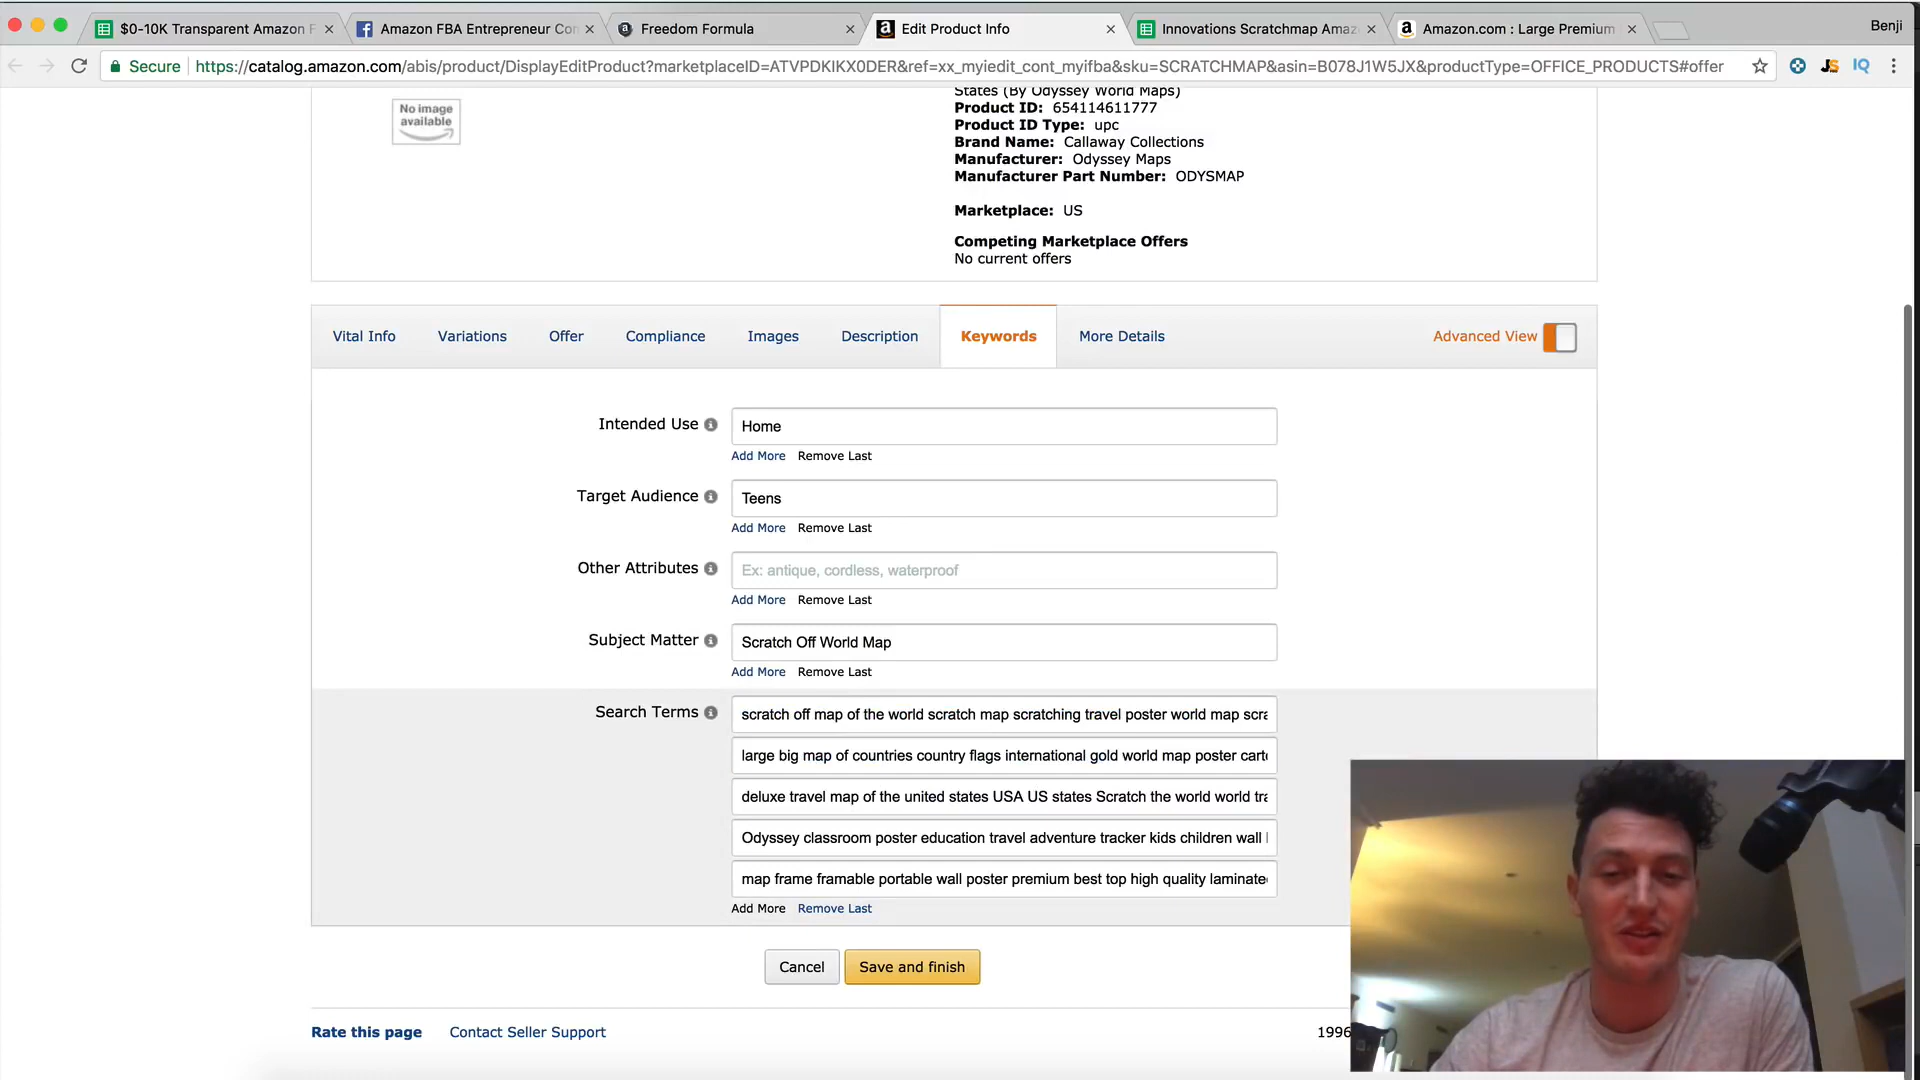 $0-10K Transparent Amazon F
Amazon FBA Entrepreneur Con
Freedom Formula
Edit Product Info
Innovations Scratchmap Amaz
Amazon.com : Large Premium
Benji
Secure
https://catalog.amazon.com/abis/product/DisplayEditProduct?marketplaceID=ATVPDKIKX0DER&ref=xx_myiedit_cont_myifba&sku=SCRATCHMAP&asin=B078J1W5JX&productType=OFFICE_PRODUCTS#offer
JS
IQ
No image
available
States (By Odyssey World Maps)
Product ID: 654114611777
Product ID Type: upc
Brand Name: Callaway Collections
Manufacturer: Odyssey Maps
Manufacturer Part Number: ODYSMAP
Marketplace: US
Competing Marketplace Offers
No current offers
Vital Info
Variations
Offer
Compliance
Images
Description
Keywords
More Details
Advanced View
Intended Use
Home
Add More Remove Last
Target Audience
Teens
Add More Remove Last
Other Attributes
Ex: antique, cordless, waterproof
Add More Remove Last
Subject Matter
Scratch Off World Map
Add More Remove Last
Search Terms
scratch off map of the world scratch map scratching travel poster world map scra
large big map of countries country flags international gold world map poster carto
deluxe travel map of the united states USA US states Scratch the world world tra
Odyssey classroom poster education travel adventure tracker kids children wall
map frame framable portable wall poster premium best top high quality laminate
Add More Remove Last
Cancel
Save and finish
Rate this page
Contact Seller Support
1996